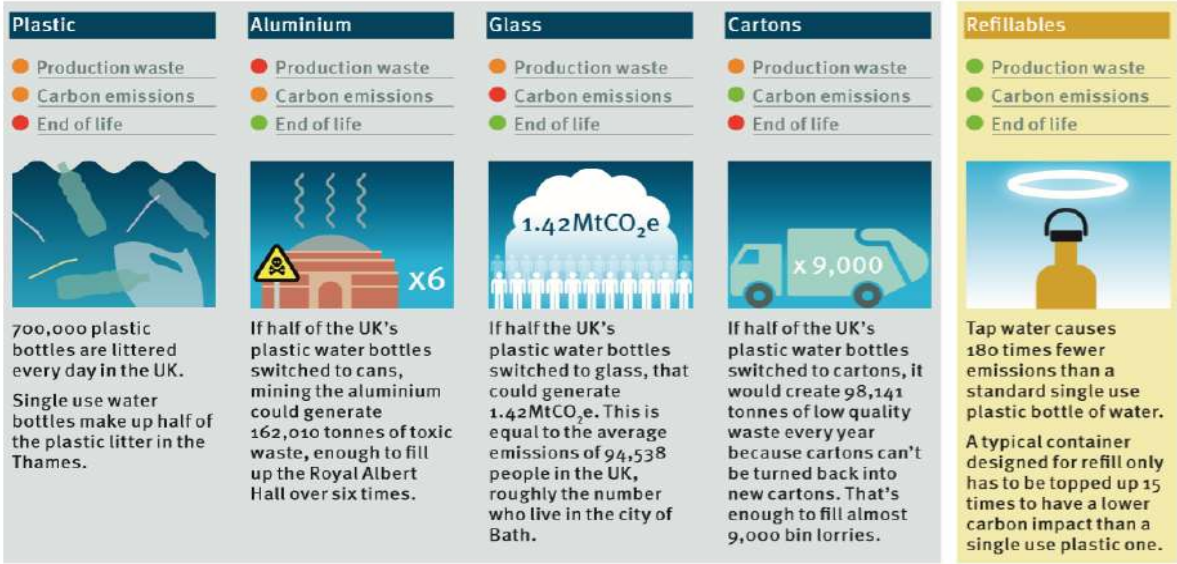 Plastic
Production waste
Carbon emissions
End of life
700,000 plastic
bottles are littered
every day in the UK.
Single use water
bottles make up half of
the plastic litter in the
Thames.
Aluminium
Production waste
Carbon emissions
End of life
x6
If half of the UK's
plastic water bottles
switched to cans,
mining the aluminium
could generate
162,010 tonnes of toxic
waste, enough to fill
up the Royal Albert
Hall over six times.
Glass
Production waste
Carbon emissions
End of life
1.42MtCO₂e
If half the UK's
plastic water bottles
switched to glass, that
could generate
1.42MtCO₂e. This is
equal to the average
emissions of 94,538
people in the UK,
roughly the number
who live in the city of
Bath.
Cartons
Production waste
Carbon emissions
End of life
x 9,000
If half of the UK's
plastic water bottles
switched to cartons, it
would create 98,141
tonnes of low quality
waste every year
because cartons can't
be turned back into
new cartons. That's
enough to fill almost
9,000 bin lorries.
Refillables
Production waste
Carbon emissions
End of life
Tap water causes
180 times fewer
emissions than a
standard single use
plastic bottle of water.
A typical container
designed for refill only
has to be topped up 15
times to have a lower
carbon impact than a
single use plastic one.